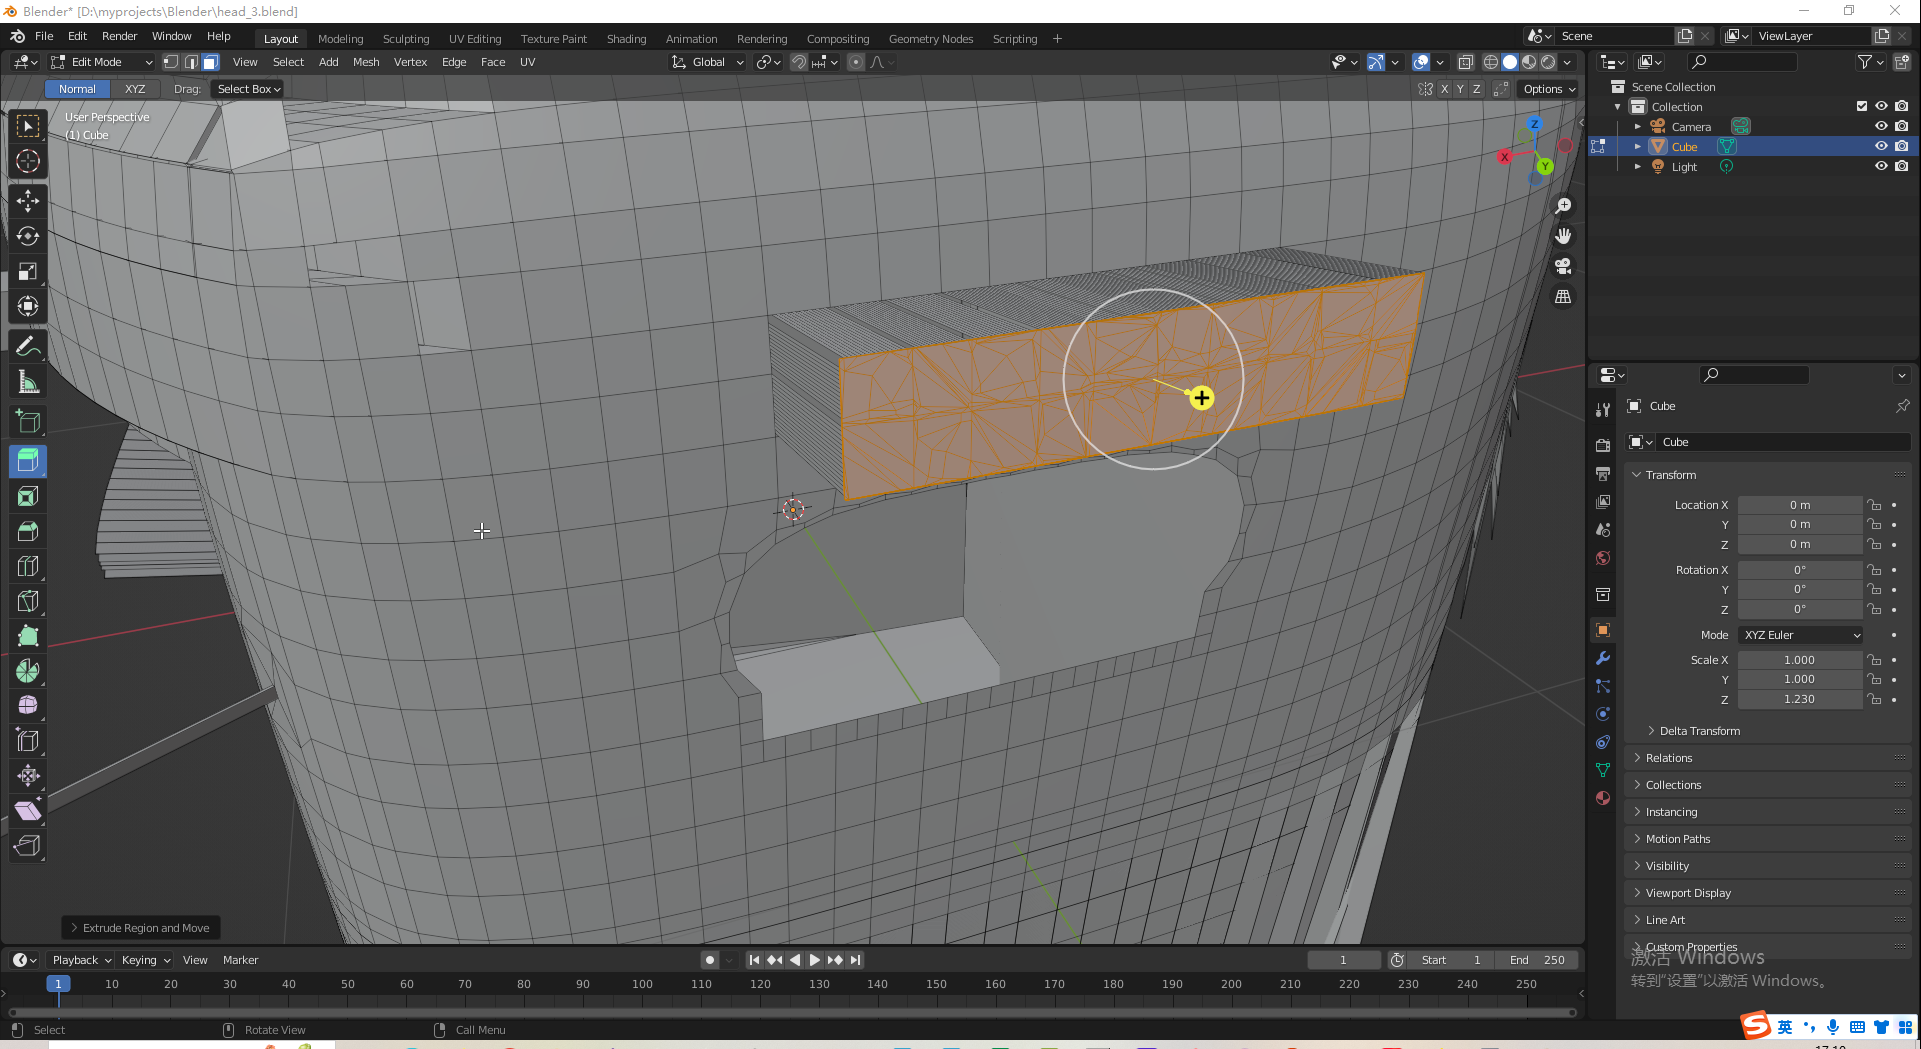 Blender* [D:\myprojects\Blender\head_3.blend]
File Edit Render Window Help Layout Modeling Sculpting UV Editing Texture Paint Shading Animation Rendering Compositing Geometry Nodes Scripting + Scene ViewLayer
Edit Mode View Select Add Mesh Vertex Edge Face UV Global
Normal XYZ Drag: Select Box X Y Z Options
User Perspective
(1) Cube
Z
X
Y
Scene Collection
Collection
Camera
Cube
Light
Cube
Cube
Transform
Location X 0 m
Y 0 m
Z 0 m
Rotation X 0°
Y 0°
Z 0°
Mode XYZ Euler
Scale X 1.000
Y 1.000
Z 1.230
Delta Transform
Relations
Collections
Instancing
Motion Paths
Visibility
Viewport Display
Line Art
Custom Properties
激活 Windows
转到“设置”以激活 Windows。
Extrude Region and Move
Playback Keying View Marker 1 Start 1 End 250
1 10 20 30 40 50 60 70 80 90 100 110 120 130 140 150 160 170 180 190 200 210 220 230 240 250
Select Rotate View Call Menu
S 英